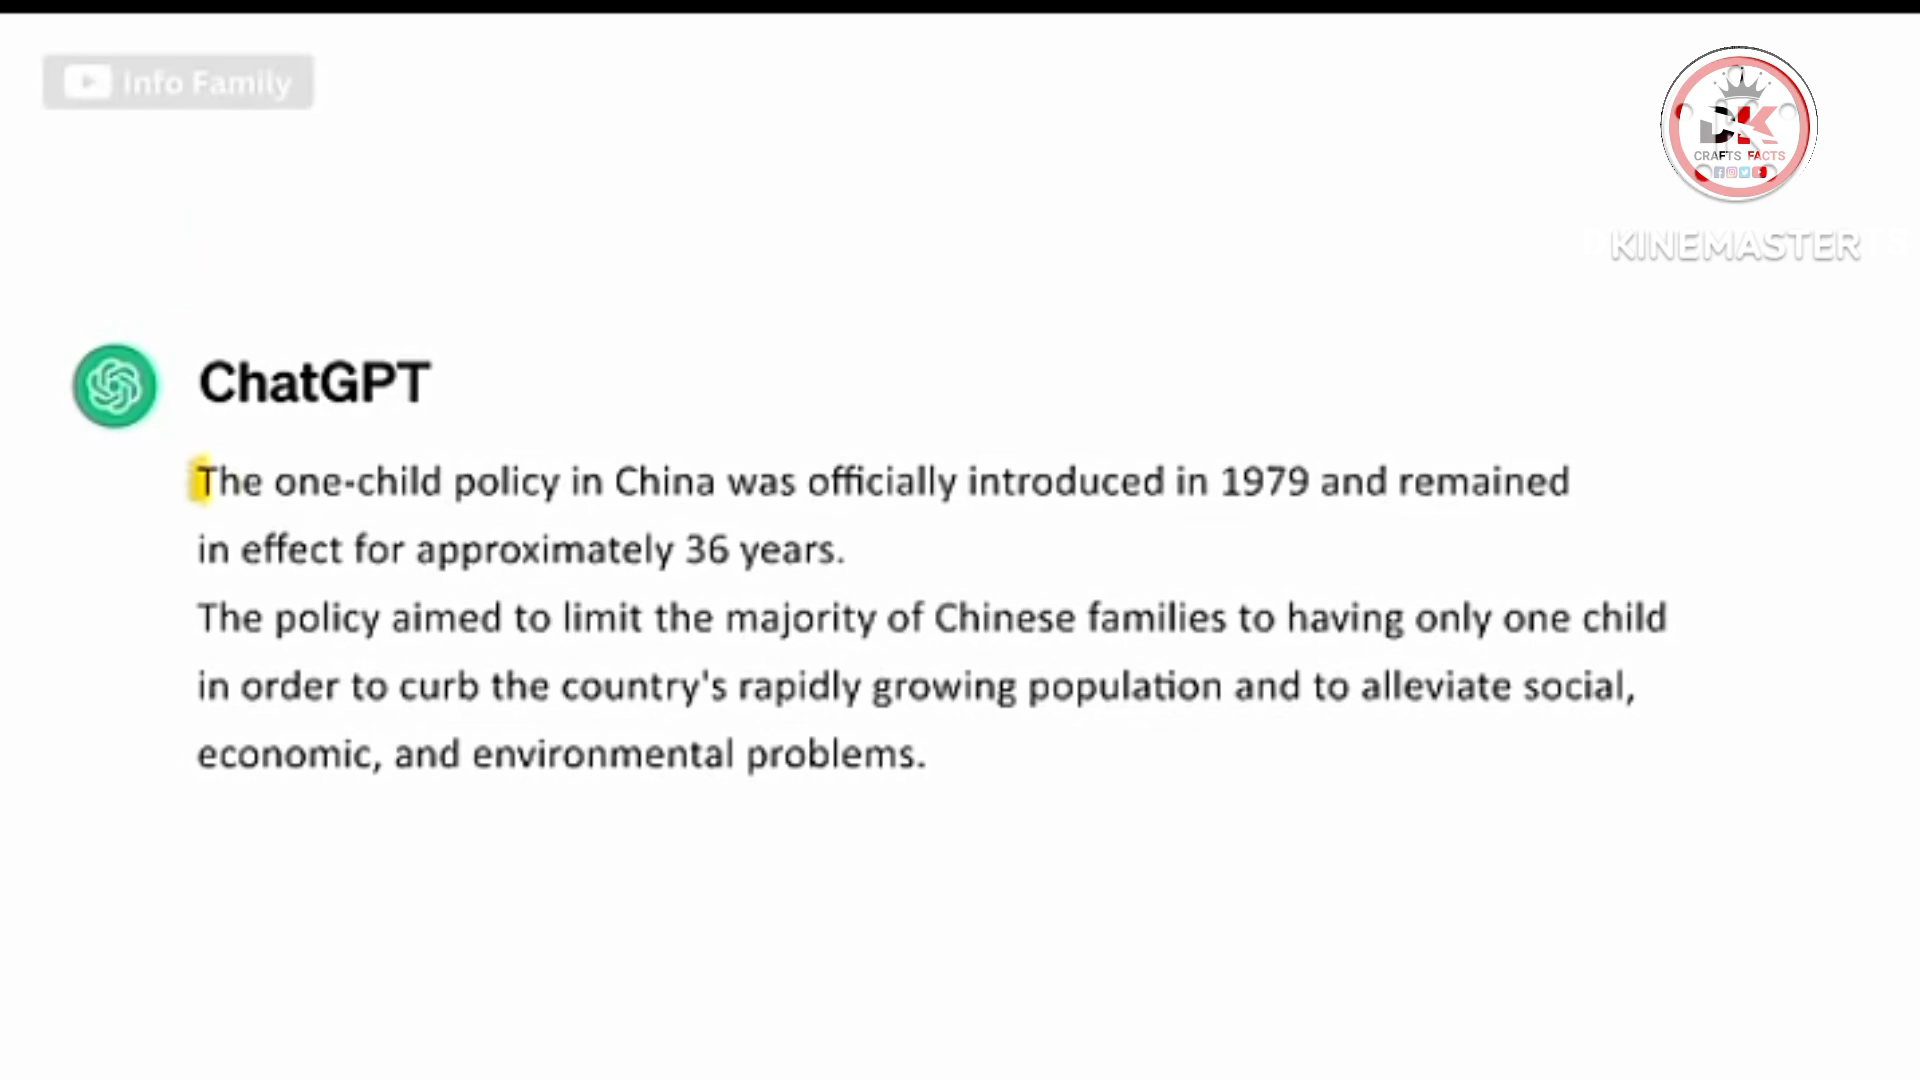 Info Family
DK
CRAFTS FACTS
KINEMASTER
ChatGPT
The one-child policy in China was officially introduced in 1979 and remained
in effect for approximately 36 years.
The policy aimed to limit the majority of Chinese families to having only one child
in order to curb the country's rapidly growing population and to alleviate social,
economic, and environmental problems.